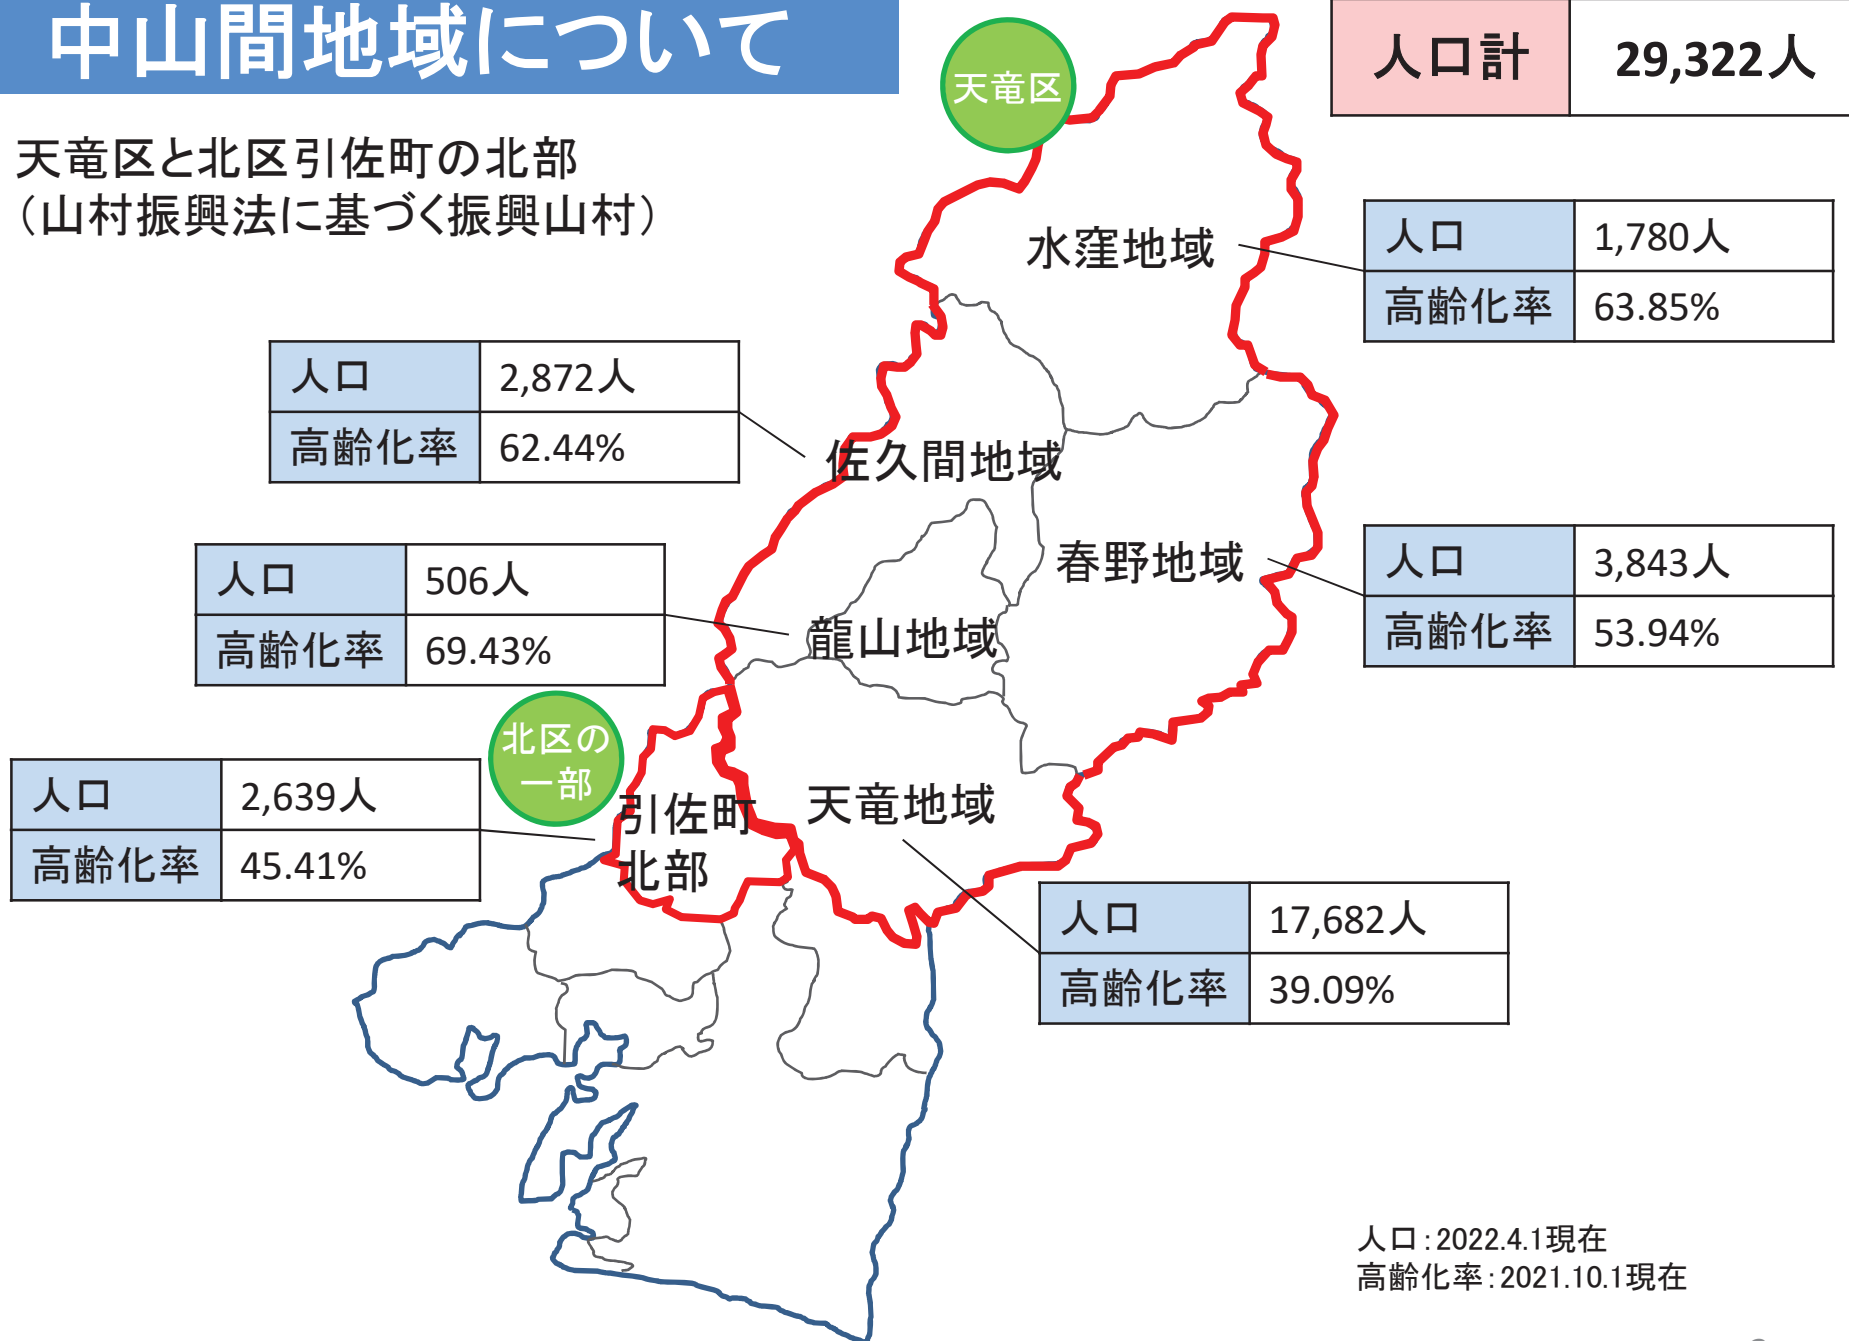 中山間地域について
人口計 29,322人
天竜区と北区引佐町の北部
（山村振興法に基づく振興山村）
天竜区
水窪地域
人口 1,780人
高齢化率 63.85%
人口 2,872人
高齢化率 62.44%
佐久間地域
春野地域
人口 3,843人
高齢化率 53.94%
人口 506人
高齢化率 69.43%
龍山地域
北区の
一部
人口 2,639人
高齢化率 45.41%
引佐町
北部
天竜地域
人口 17,682人
高齢化率 39.09%
人口：2022.4.1現在
高齢化率：2021.10.1現在